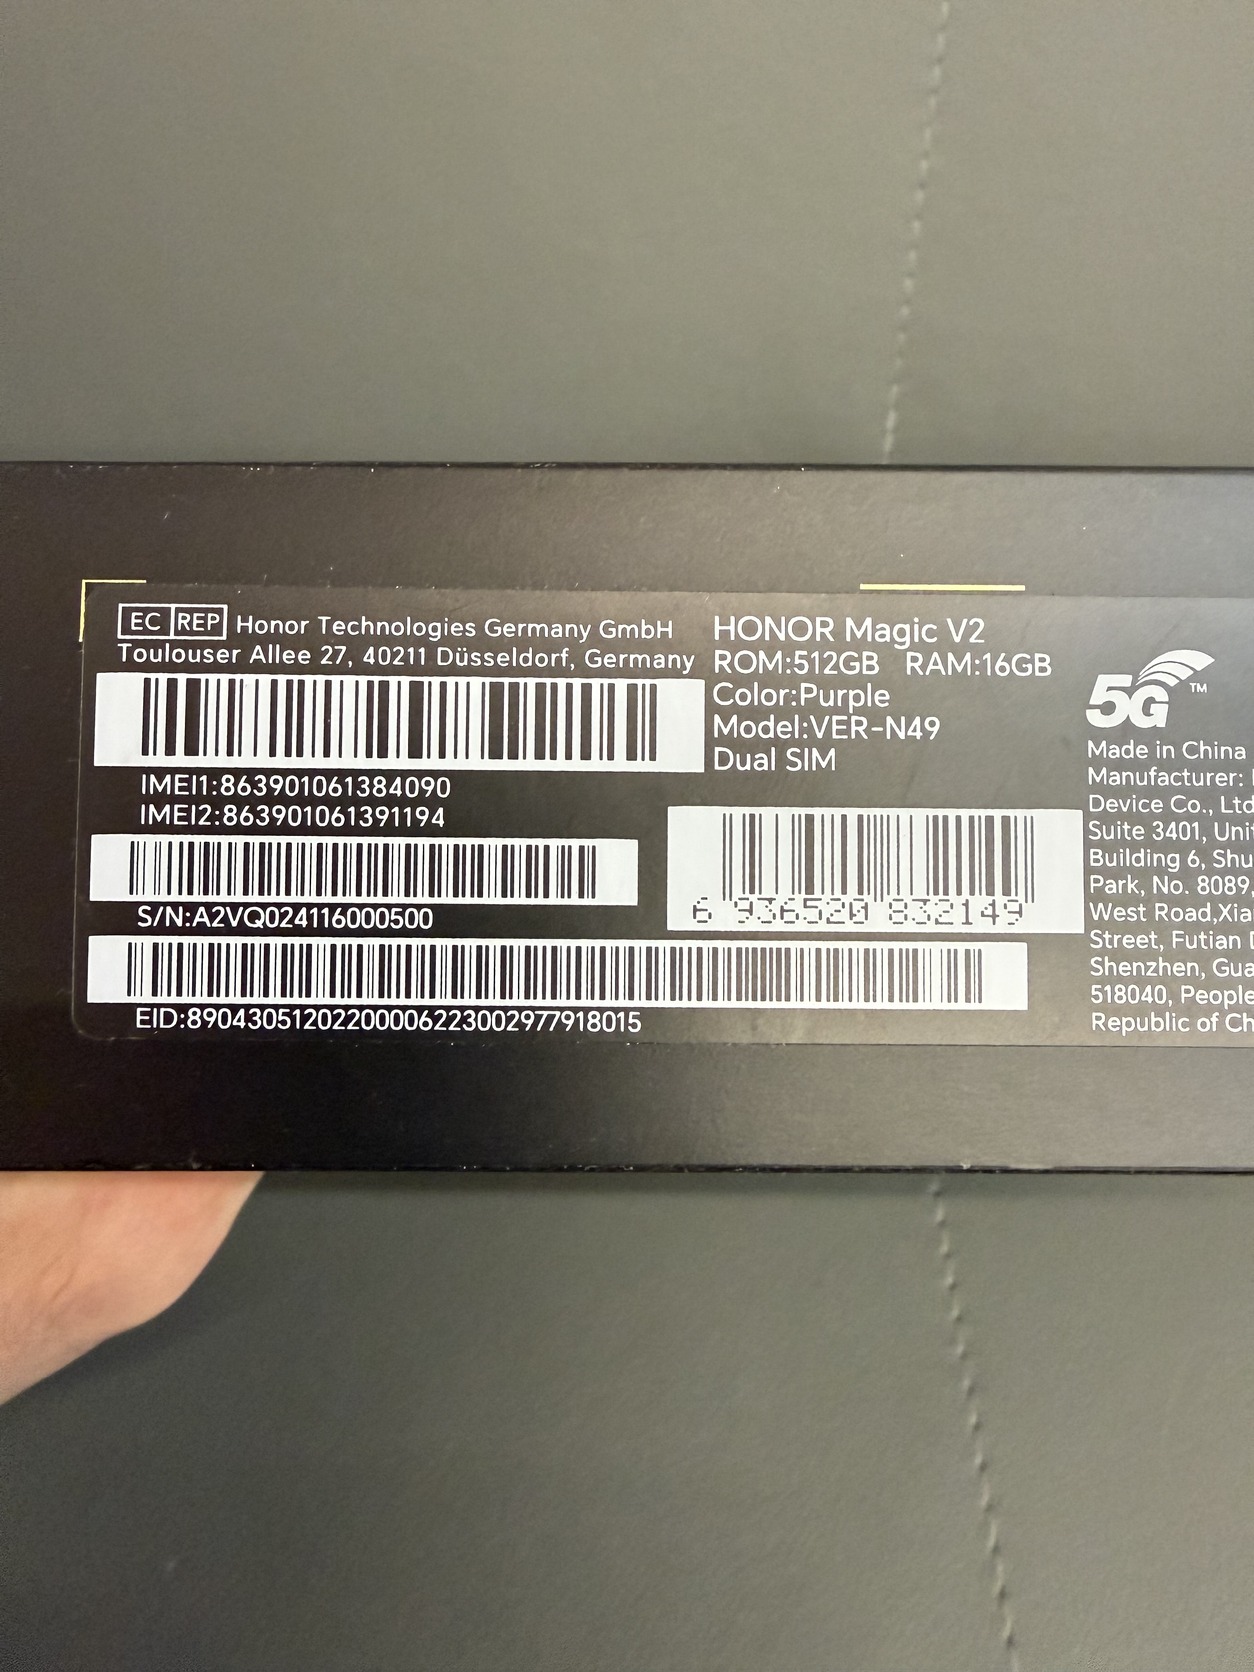 EC REP Honor Technologies Germany GmbH
Toulouser Allee 27, 40211 Düsseldorf, Germany
IMEI1:863901061384090
IMEI2:863901061391194
S/N:A2VQ024116000500
EID:89043051202200006223002977918015
HONOR Magic V2
ROM:512GB RAM:16GB
Color:Purple
Model:VER-N49
Dual SIM
6 936520 832149
5G™
Made in China
Manufacturer:
Device Co., Ltd
Suite 3401,
Building 6,
Park, No. 8089,
West Road,
Street, Futian
Shenzhen,
518040,
Republic of